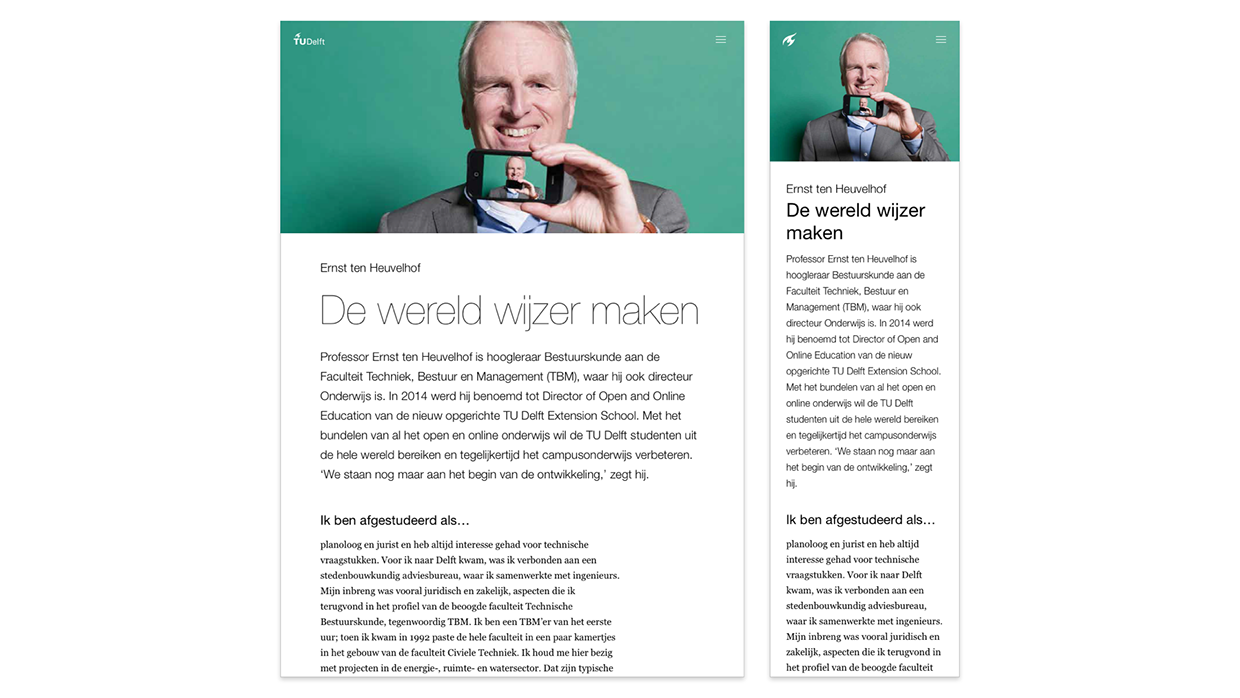 TUDelft
Ernst ten Heuvelhof
De wereld wijzer maken
Professor Ernst ten Heuvelhof is hoogleraar Bestuurskunde aan de
Faculteit Techniek, Bestuur en Management (TBM), waar hij ook directeur
Onderwijs is. In 2014 werd hij benoemd tot Director of Open and Online
Education van de nieuw opgerichte TU Delft Extension School. Met het
bundelen van al het open en online onderwijs wil de TU Delft studenten uit
de hele wereld bereiken en tegelijkertijd het campusonderwijs verbeteren.
‘We staan nog maar aan het begin van de ontwikkeling,’ zegt hij.
Ik ben afgestudeerd als…
planoloog en jurist en heb altijd interesse gehad voor technische
vraagstukken. Voor ik naar Delft kwam, was ik verbonden aan een
stedenbouwkundig adviesbureau, waar ik samenwerkte met ingenieurs.
Mijn inbreng was vooral juridisch en zakelijk, aspecten die ik
terugvond in het profiel van de beoogde faculteit Technische
Bestuurskunde, tegenwoordig TBM. Ik ben een TBM’er van het eerste
uur; toen ik kwam in 1992 paste de hele faculteit in een paar kamertjes
in het gebouw van de faculteit Civiele Techniek. Ik houd me hier bezig
met projecten in de energie-, ruimte- en watersector. Dat zijn typische
Ernst ten Heuvelhof
De wereld wijzer
maken
Professor Ernst ten Heuvelhof is
hoogleraar Bestuurskunde aan de
Faculteit Techniek, Bestuur en
Management (TBM), waar hij ook
directeur Onderwijs is. In 2014 werd
hij benoemd tot Director of Open and
Online Education van de nieuw
opgerichte TU Delft Extension School.
Met het bundelen van al het open en
online onderwijs wil de TU Delft
studenten uit de hele wereld bereiken
en tegelijkertijd het campusonderwijs
verbeteren. ‘We staan nog maar aan
het begin van de ontwikkeling,’ zegt
hij.
Ik ben afgestudeerd als…
planoloog en jurist en heb altijd
interesse gehad voor technische
vraagstukken. Voor ik naar Delft
kwam, was ik verbonden aan een
stedenbouwkundig adviesbureau,
waar ik samenwerkte met ingenieurs.
Mijn inbreng was vooral juridisch en
zakelijk, aspecten die ik terugvond in
het profiel van de beoogde faculteit